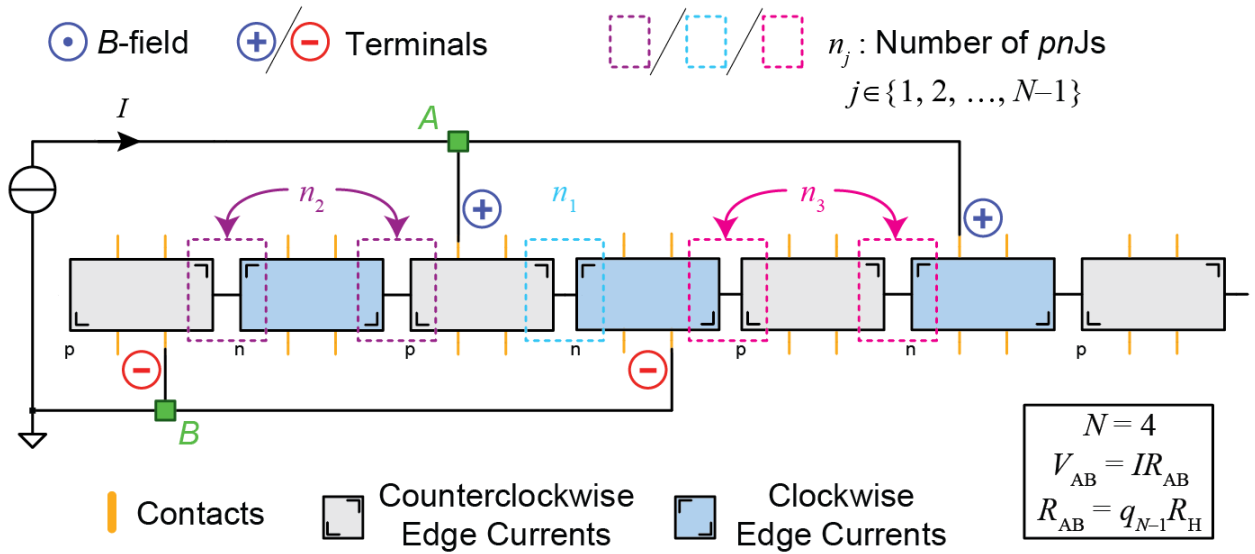 B-field
+/− Terminals
n_j : Number of pnJs
j∈{1, 2, …, N–1}
I
A
n_2
n_1
n_3
+
+
p
n
p
n
p
n
p
−
−
B
N = 4
V_AB = IR_AB
R_AB = q_N–1 R_H
Contacts
Counterclockwise
Edge Currents
Clockwise
Edge Currents